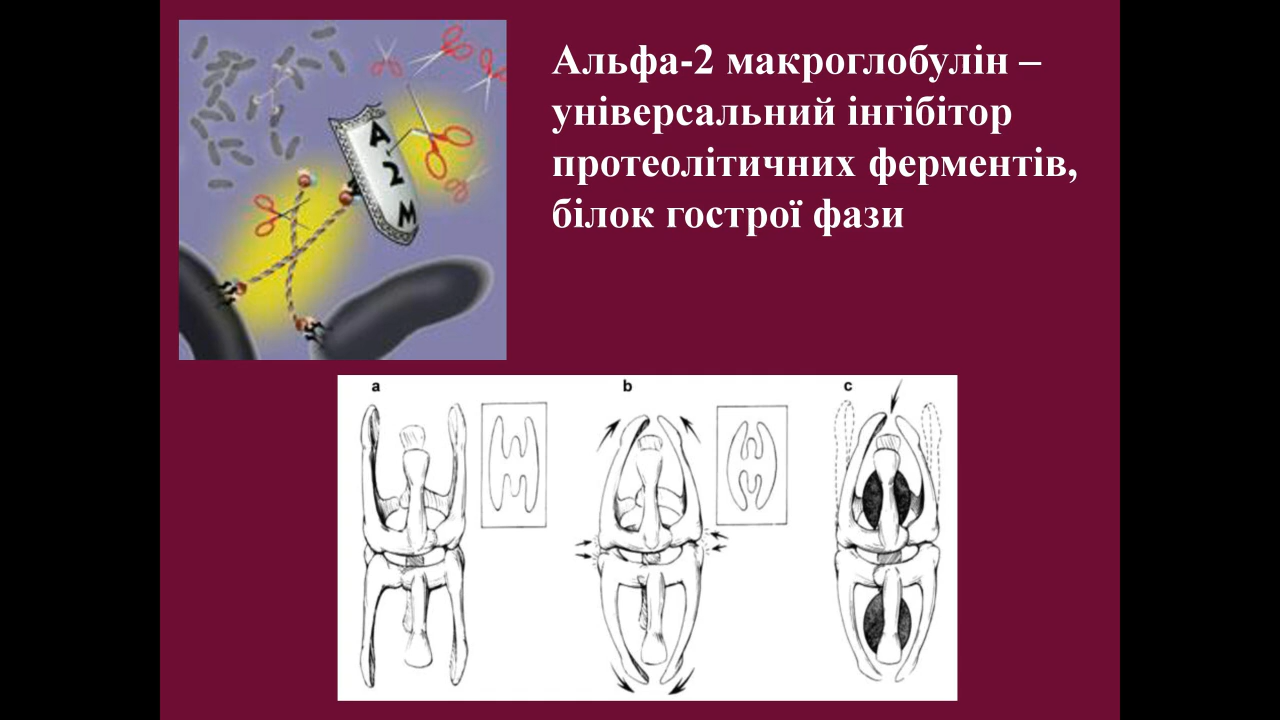 Альфа-2 макроглобулін –
універсальний інгібітор
протеолітичних ферментів,
білок гострої фази
A
2
M
a b c